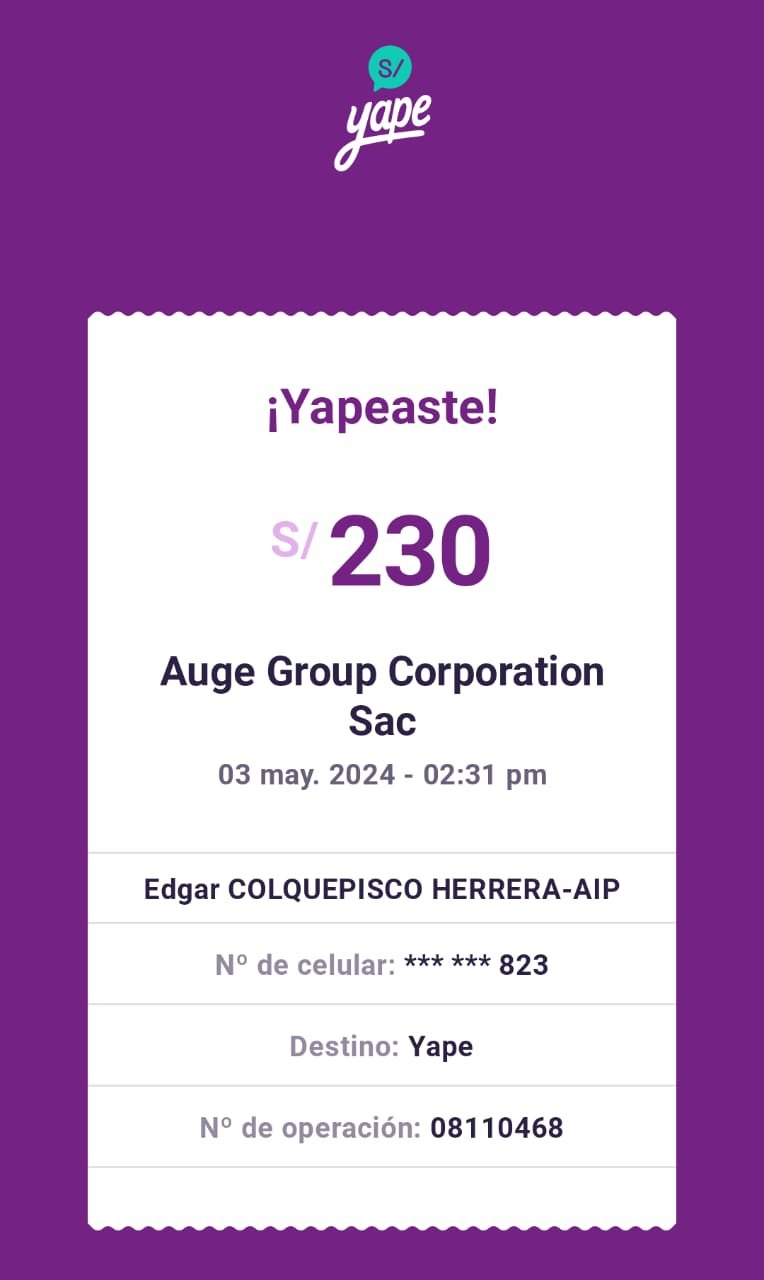 S/
yape
¡Yapeaste!
S/ 230
Auge Group Corporation
Sac
03 may. 2024 - 02:31 pm
Edgar COLQUEPISCO HERRERA-AIP
Nº de celular: *** *** 823
Destino: Yape
Nº de operación: 08110468